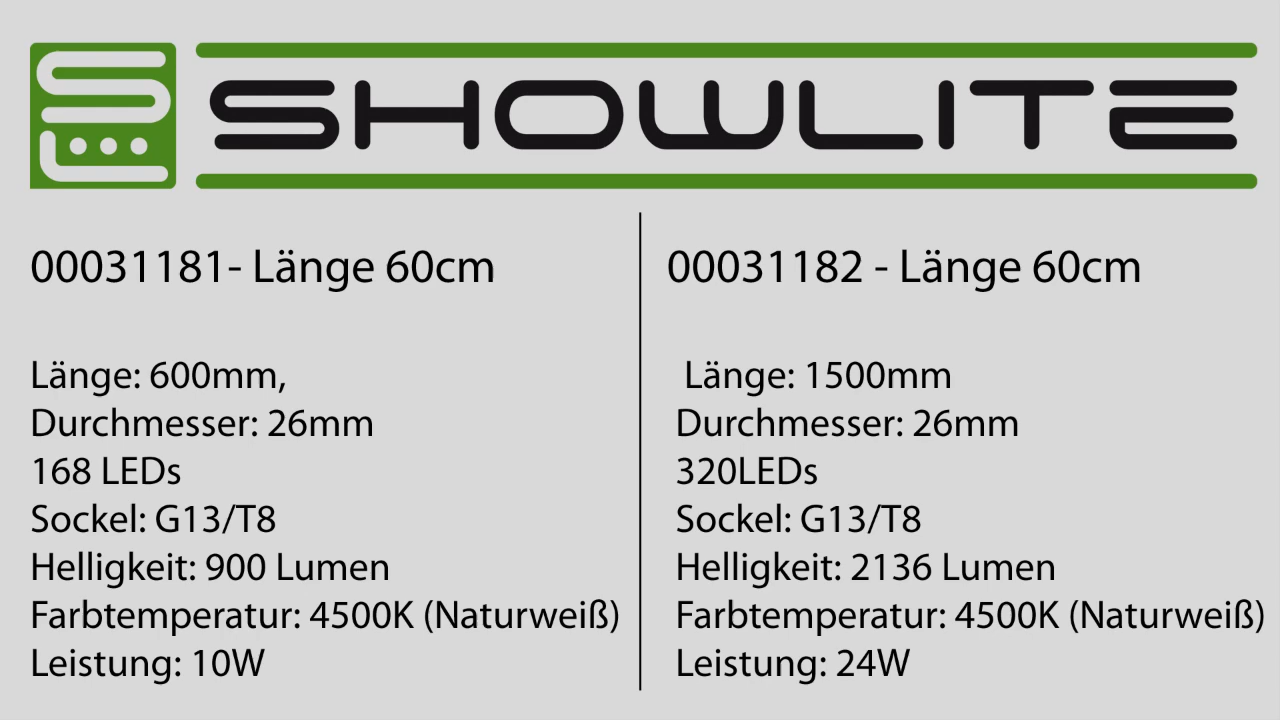 SHOWLITE
00031181- Länge 60cm
Länge: 600mm,
Durchmesser: 26mm
168 LEDs
Sockel: G13/T8
Helligkeit: 900 Lumen
Farbtemperatur: 4500K (Naturweiß)
Leistung: 10W
00031182 - Länge 60cm
Länge: 1500mm
Durchmesser: 26mm
320LEDs
Sockel: G13/T8
Helligkeit: 2136 Lumen
Farbtemperatur: 4500K (Naturweiß)
Leistung: 24W